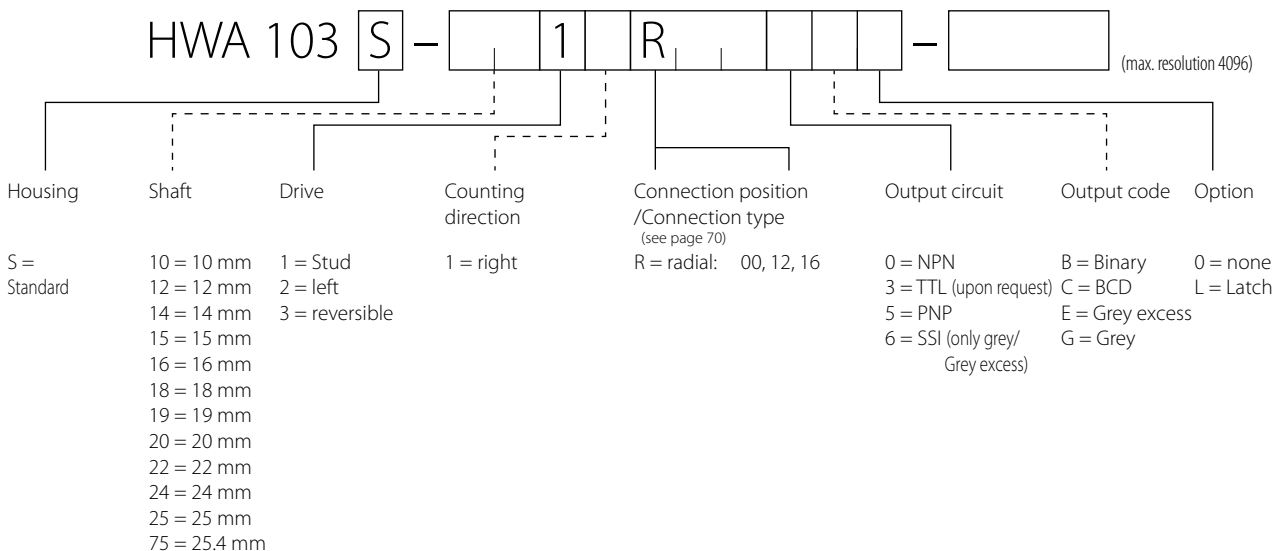 HWA 103 S – 1 R –
(max. resolution 4096)
Housing Shaft Drive Counting Connection position Output circuit Output code Option
direction /Connection type
(see page 70)
S = 10 = 10 mm 1 = Stud 1 = right R = radial: 00, 12, 16 0 = NPN B = Binary 0 = none
Standard 12 = 12 mm 2 = left 3 = TTL (upon request) C = BCD L = Latch
14 = 14 mm 3 = reversible 5 = PNP E = Grey excess
15 = 15 mm 6 = SSI (only grey/ G = Grey
16 = 16 mm Grey excess)
18 = 18 mm
19 = 19 mm
20 = 20 mm
22 = 22 mm
24 = 24 mm
25 = 25 mm
75 = 25.4 mm